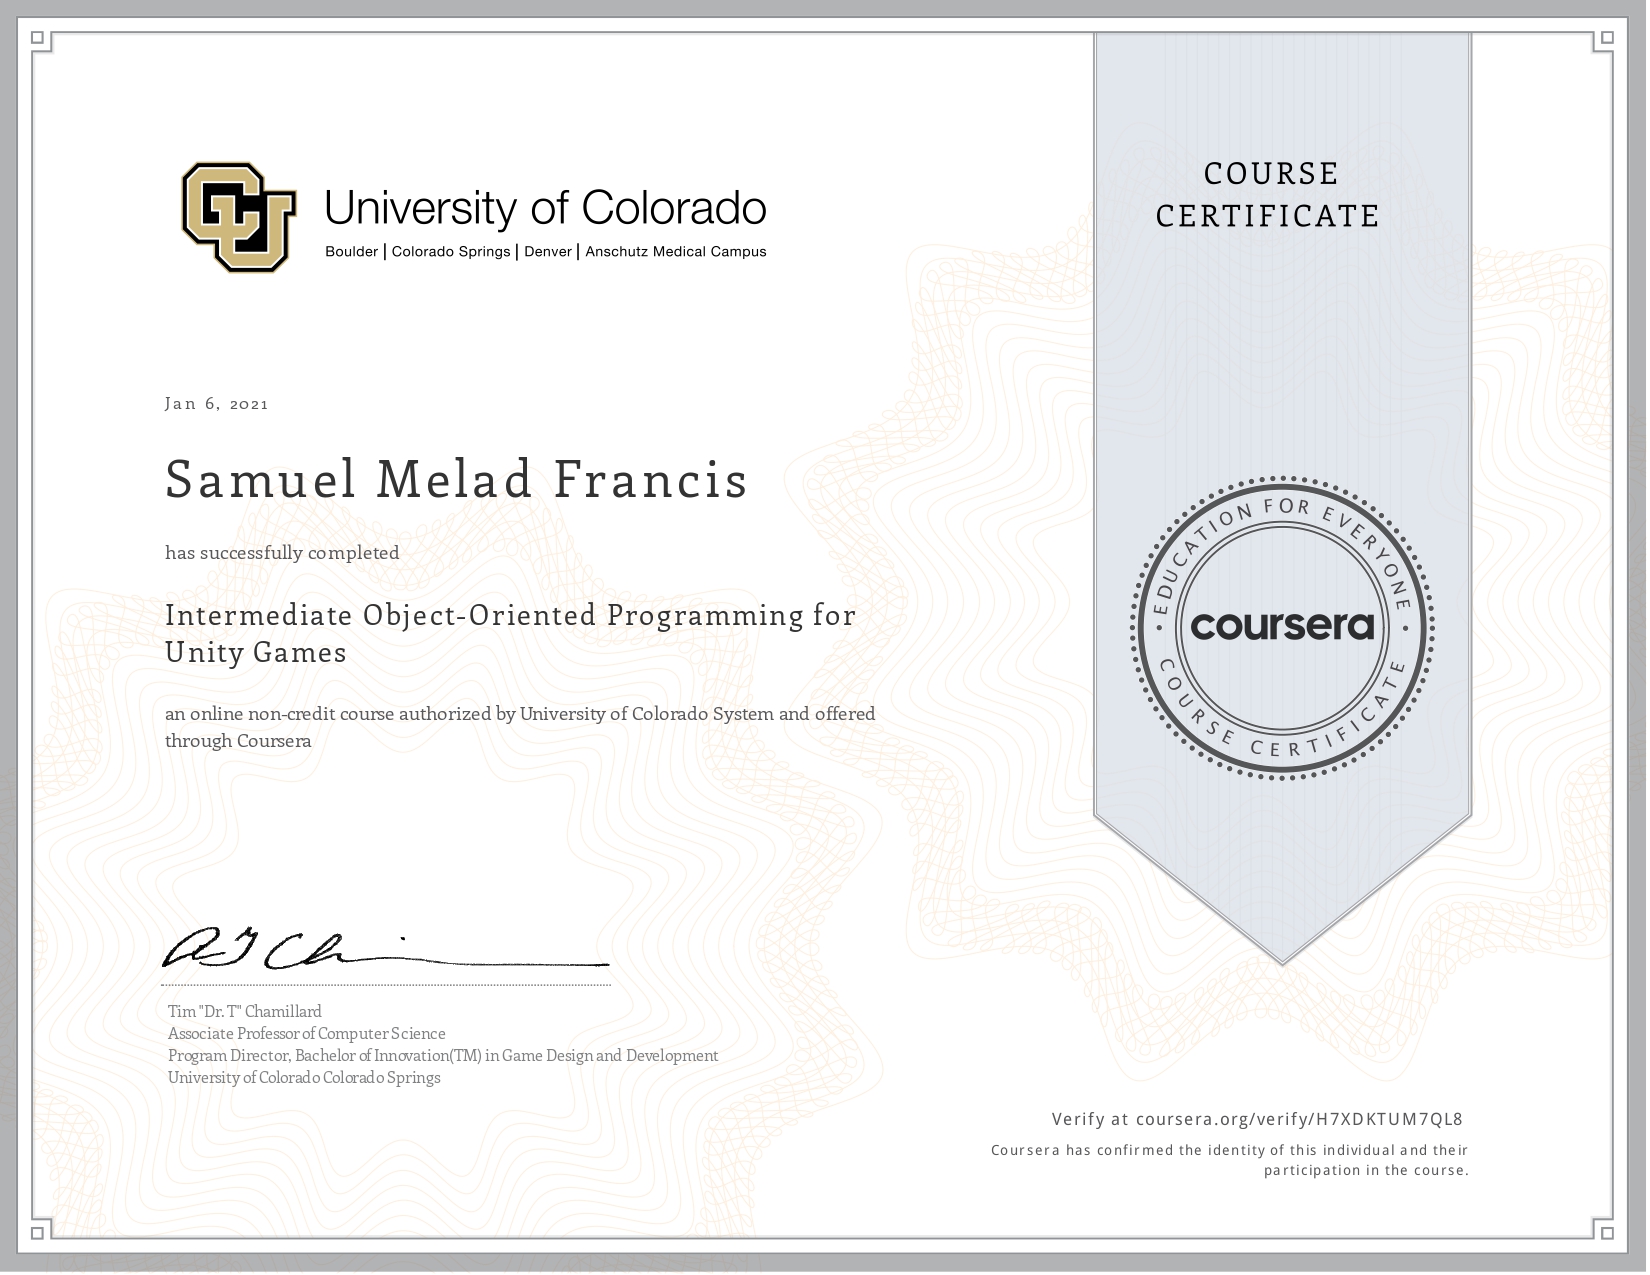 University of Colorado
Boulder | Colorado Springs | Denver | Anschutz Medical Campus
COURSE
CERTIFICATE
Jan 6, 2021
Samuel Melad Francis
has successfully completed
Intermediate Object-Oriented Programming for
Unity Games
an online non-credit course authorized by University of Colorado System and offered
through Coursera
EDUCATION FOR EVERYONE
coursera
COURSE CERTIFICATE
Tim "Dr. T" Chamillard
Associate Professor of Computer Science
Program Director, Bachelor of Innovation(TM) in Game Design and Development
University of Colorado Colorado Springs
Verify at coursera.org/verify/H7XDKTUM7QL8
Coursera has confirmed the identity of this individual and their
participation in the course.